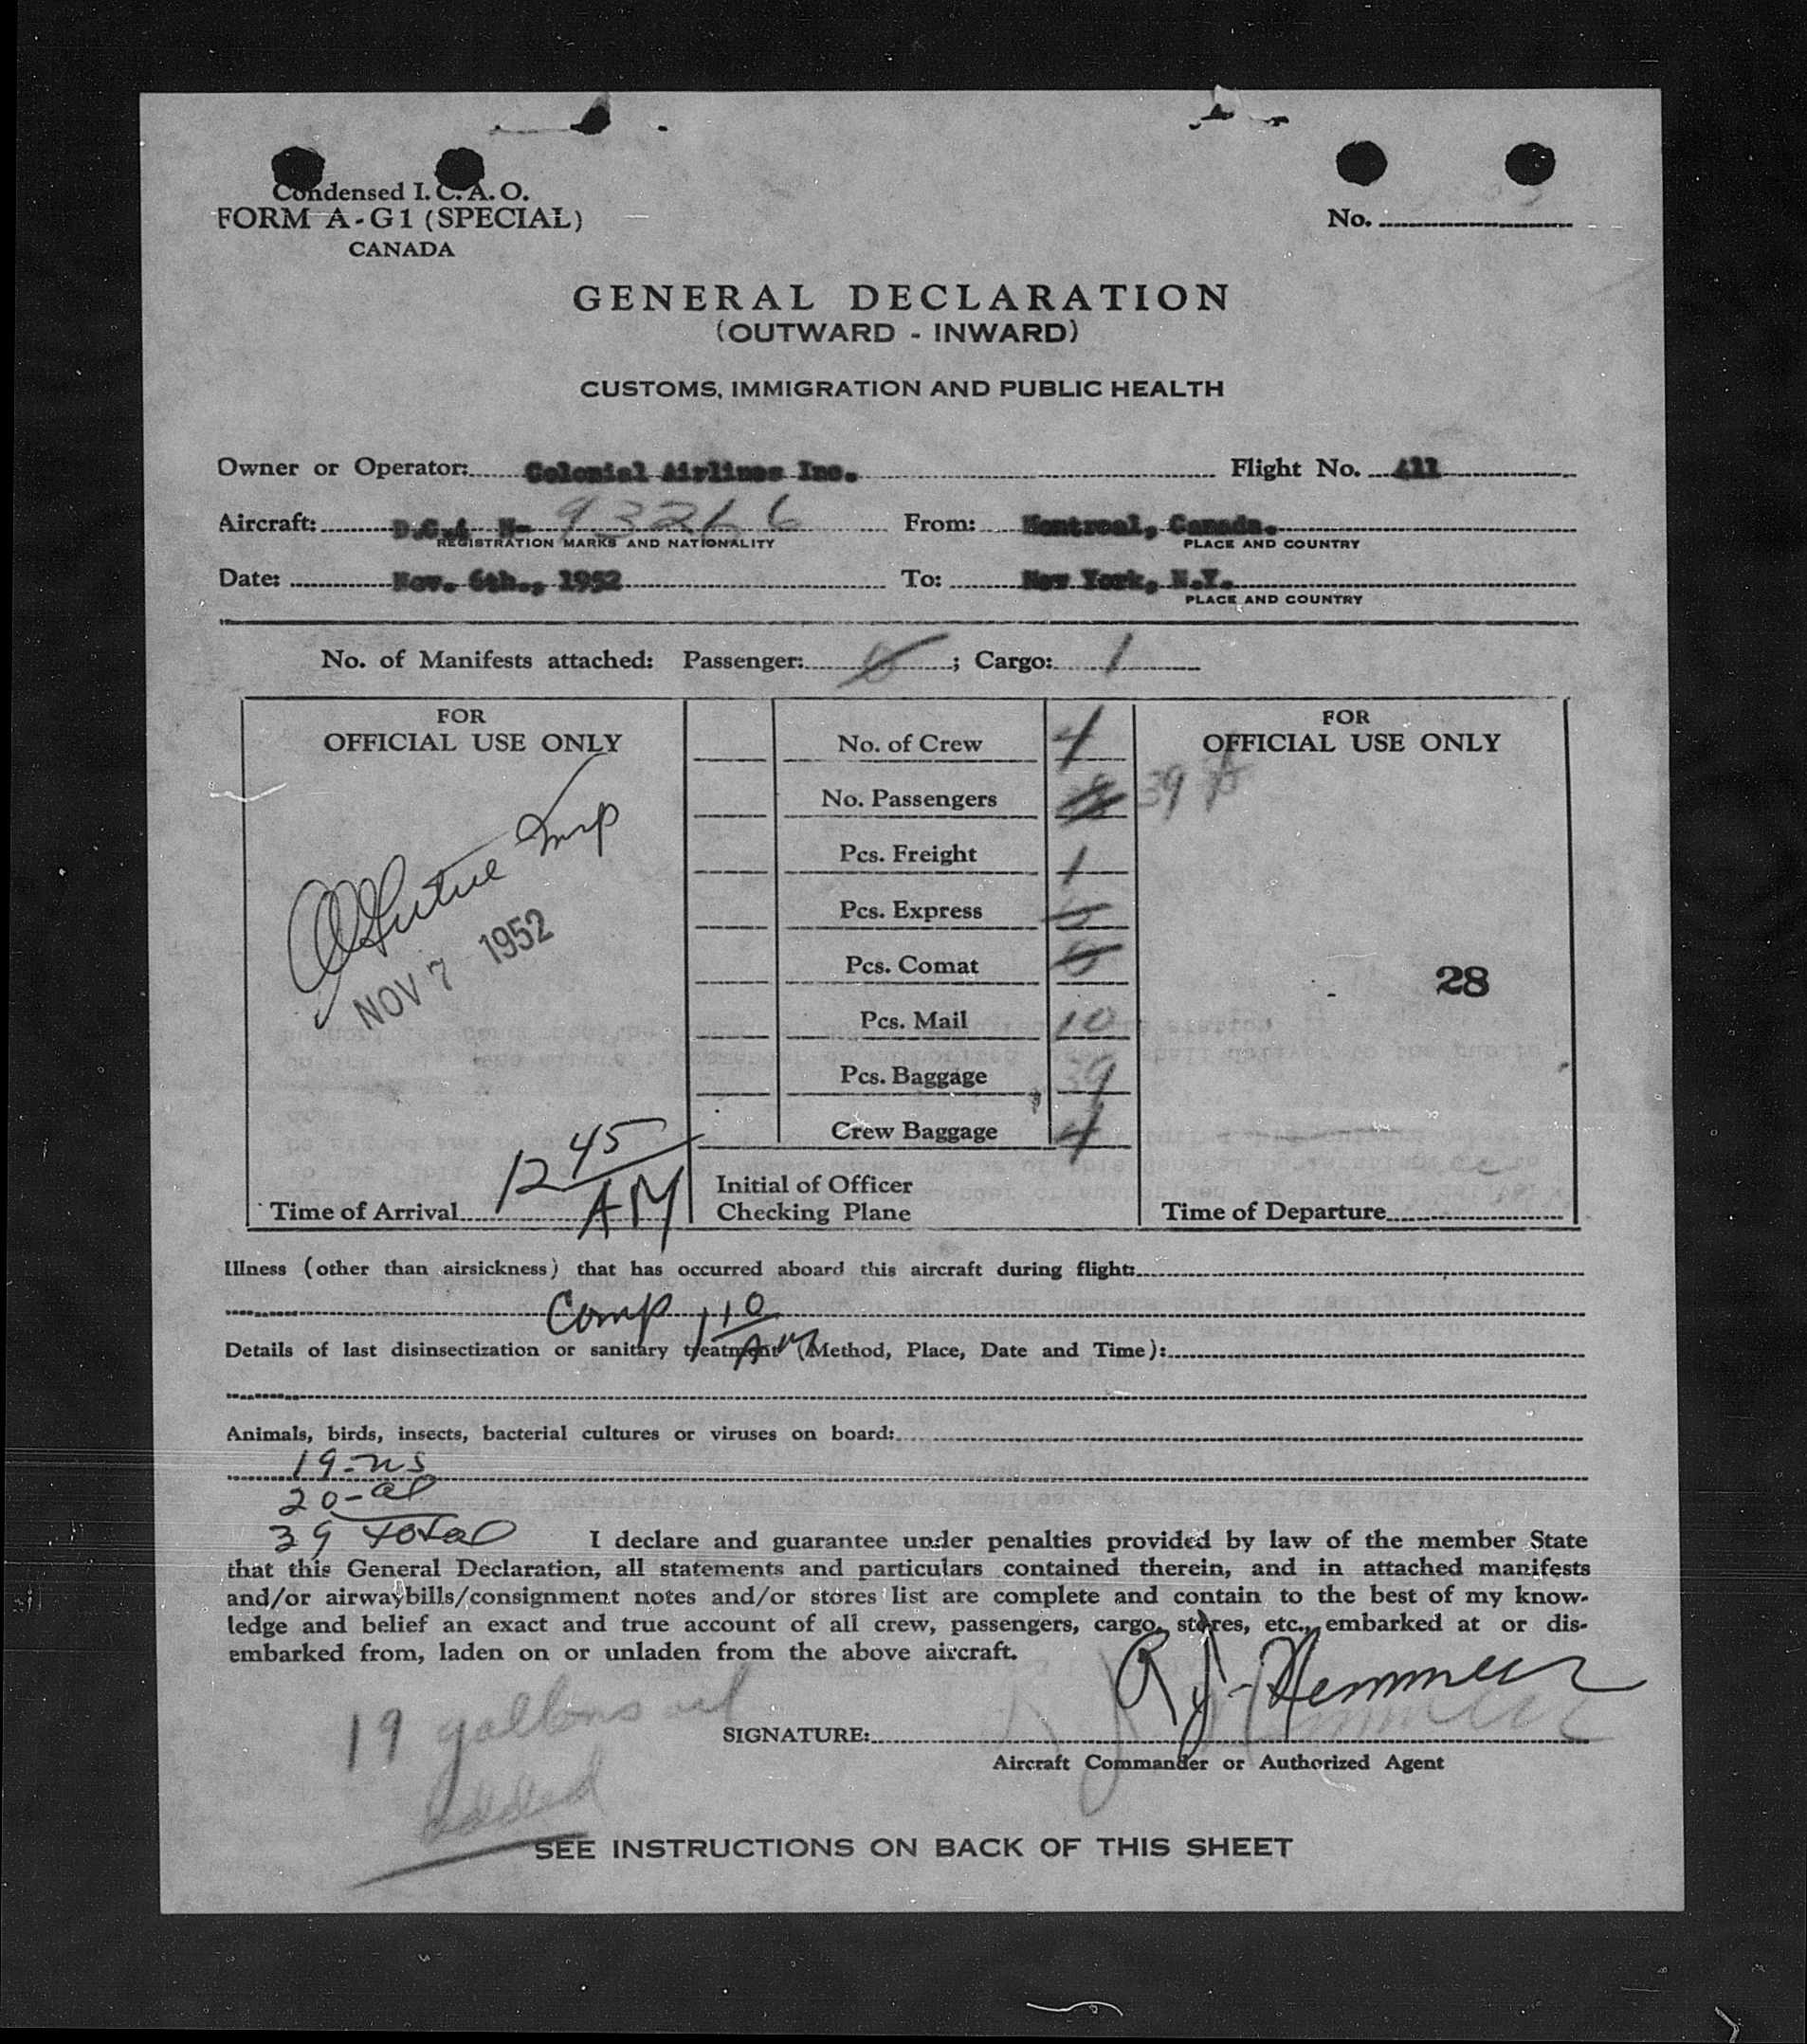 Condensed I. C. A. O.
FORM A - G1 (SPECIAL)
CANADA
No.
GENERAL DECLARATION
(OUTWARD - INWARD)
CUSTOMS, IMMIGRATION AND PUBLIC HEALTH
Owner or Operator: Colonial Airlines Inc. Flight No. 411
Aircraft: D.C.4 N- 93266 From: Montreal, Canada.
REGISTRATION MARKS AND NATIONALITY PLACE AND COUNTRY
Date: Nov. 6th., 1952 To: New York, N.Y.
PLACE AND COUNTRY
No. of Manifests attached: Passenger: 0 ; Cargo: 1
FOR
OFFICIAL USE ONLY
Insp
NOV 7 1952
Time of Arrival 12 45 AM
No. of Crew 4
No. Passengers 39
Pcs. Freight 1
Pcs. Express 0
Pcs. Comat 0
Pcs. Mail 10
Pcs. Baggage 39
Crew Baggage 4
Initial of Officer
Checking Plane
FOR
OFFICIAL USE ONLY
28
Time of Departure
Illness (other than airsickness) that has occurred aboard this aircraft during flight:
Comp 1 10 AM
Details of last disinsectization or sanitary treatment (Method, Place, Date and Time):
Animals, birds, insects, bacterial cultures or viruses on board:
19 - us
20 - al
39 total
I declare and guarantee under penalties provided by law of the member State
that this General Declaration, all statements and particulars contained therein, and in attached manifests
and/or airwaybills/consignment notes and/or stores list are complete and contain to the best of my know-
ledge and belief an exact and true account of all crew, passengers, cargo, stores, etc., embarked at or dis-
embarked from, laden on or unladen from the above aircraft.
19 gallons oil
added
SIGNATURE:
Aircraft Commander or Authorized Agent
SEE INSTRUCTIONS ON BACK OF THIS SHEET